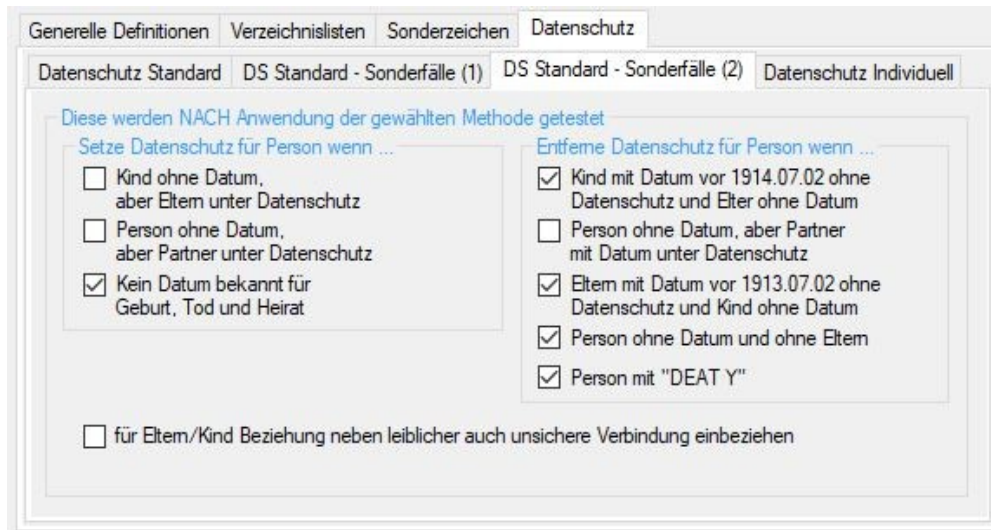 Generelle Definitionen Verzeichnislisten Sonderzeichen Datenschutz
Datenschutz Standard DS Standard - Sonderfälle (1) DS Standard - Sonderfälle (2) Datenschutz Individuell
Diese werden NACH Anwendung der gewählten Methode getestet
Setze Datenschutz für Person wenn ...
Kind ohne Datum,
aber Eltern unter Datenschutz
Person ohne Datum,
aber Partner unter Datenschutz
Kein Datum bekannt für
Geburt, Tod und Heirat
Entferne Datenschutz für Person wenn ...
Kind mit Datum vor 1914.07.02 ohne
Datenschutz und Elter ohne Datum
Person ohne Datum, aber Partner
mit Datum unter Datenschutz
Eltern mit Datum vor 1913.07.02 ohne
Datenschutz und Kind ohne Datum
Person ohne Datum und ohne Eltern
Person mit "DEAT Y"
für Eltern/Kind Beziehung neben leiblicher auch unsichere Verbindung einbeziehen